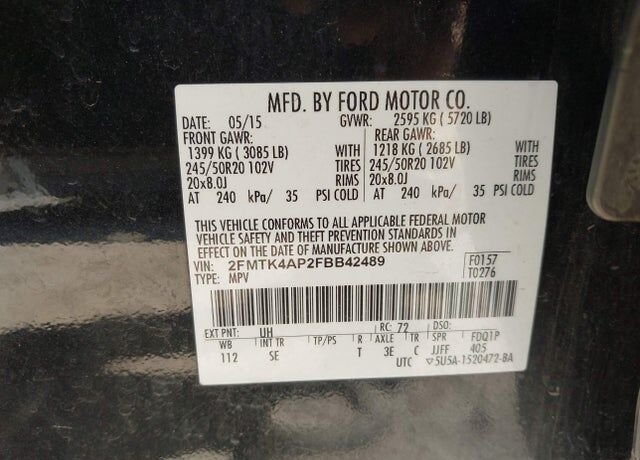 MFD. BY FORD MOTOR CO.
DATE: 05/15 GVWR: 2595 KG ( 5720 LB)
FRONT GAWR: REAR GAWR:
1399 KG ( 3085 LB) WITH 1218 KG ( 2685 LB) WITH
245/50R20 102V TIRES 245/50R20 102V TIRES
20x8.0J RIMS 20x8.0J RIMS
AT 240 kPa/ 35 PSI COLD AT 240 kPa/ 35 PSI COLD
THIS VEHICLE CONFORMS TO ALL APPLICABLE FEDERAL MOTOR
VEHICLE SAFETY AND THEFT PREVENTION STANDARDS IN
EFFECT ON THE DATE OF MANUFACTURE SHOWN ABOVE.
VIN: 2FMTK4AP2FBB42489 F0157
TYPE: MPV T0276
EXT PNT: UH RC: 72 DSO:
WB INT TR TP/PS R AXLE TR SPR FDQ1P
112 SE T 3E C JJFF 405
UTC ▽5U5A-1520472-BA